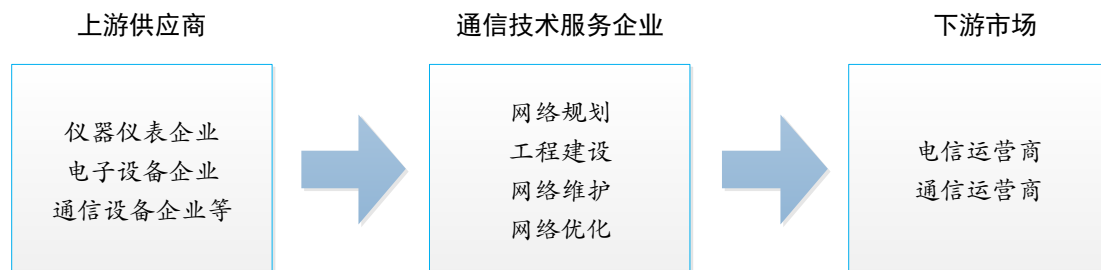 上游供应商
通信技术服务企业
下游市场
仪器仪表企业
电子设备企业
通信设备企业等
网络规划
工程建设
网络维护
网络优化
电信运营商
通信运营商